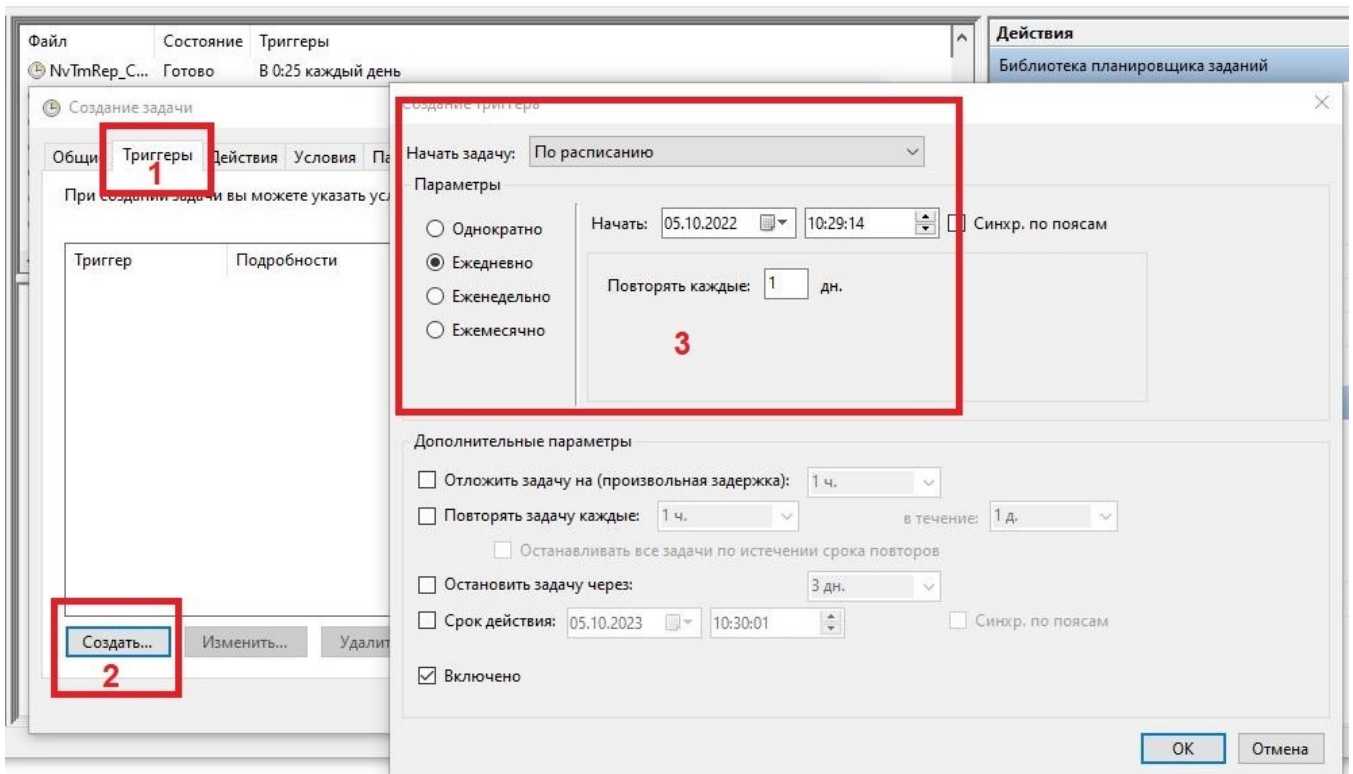 Файл Состояние Триггеры
Действия
NvTmRep_C... Готово В 0:25 каждый день
Библиотека планировщика заданий
Создание задачи
Создание триггера
Общи Триггеры Действия Условия Па
1
При создании задачи вы можете указать усл
Триггер Подробности
Создать... Изменить... Удалит
2
Начать задачу: По расписанию
Параметры
Однократно
Ежедневно
Еженедельно
Ежемесячно
Начать: 05.10.2022 10:29:14 Синхр. по поясам
Повторять каждые: 1 дн.
3
Дополнительные параметры
Отложить задачу на (произвольная задержка): 1 ч.
Повторять задачу каждые: 1 ч. в течение: 1 д.
Останавливать все задачи по истечении срока повторов
Остановить задачу через: 3 дн.
Срок действия: 05.10.2023 10:30:01 Синхр. по поясам
Включено
OK Отмена